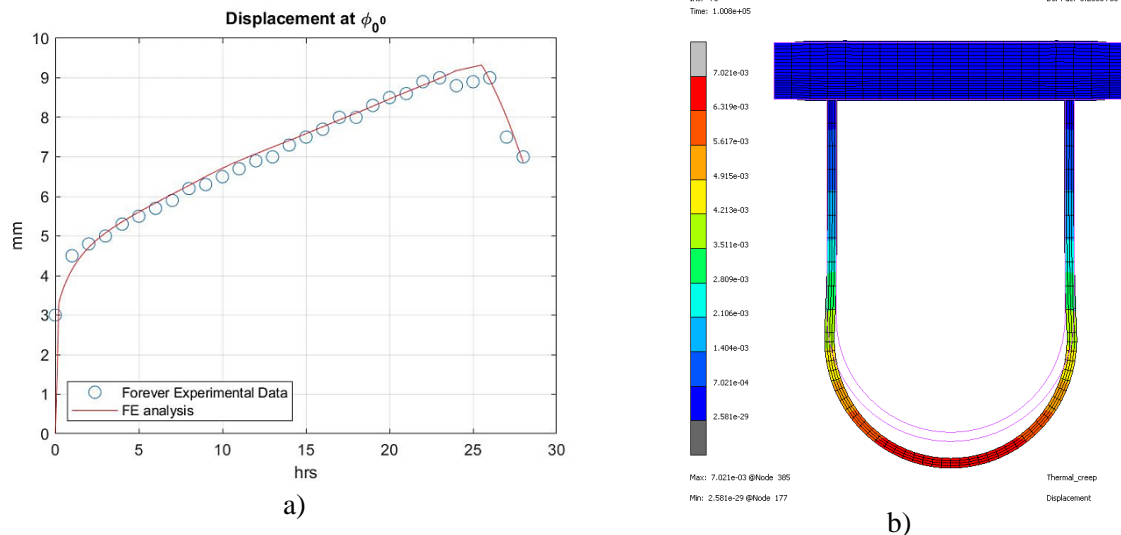 Displacement at ϕ₀⁰
10
9
8
7
6
5
4
3
2
1
0
mm
0 5 10 15 20 25 30
hrs
Forever Experimental Data
FE analysis
a)
Time: 1.008e+05
7.021e-03
6.319e-03
5.617e-03
4.915e-03
4.213e-03
3.511e-03
2.809e-03
2.106e-03
1.404e-03
7.021e-04
2.581e-29
Max: 7.021e-03 @Node 385
Min: 2.581e-29 @Node 177
Thermal_creep
Displacement
b)